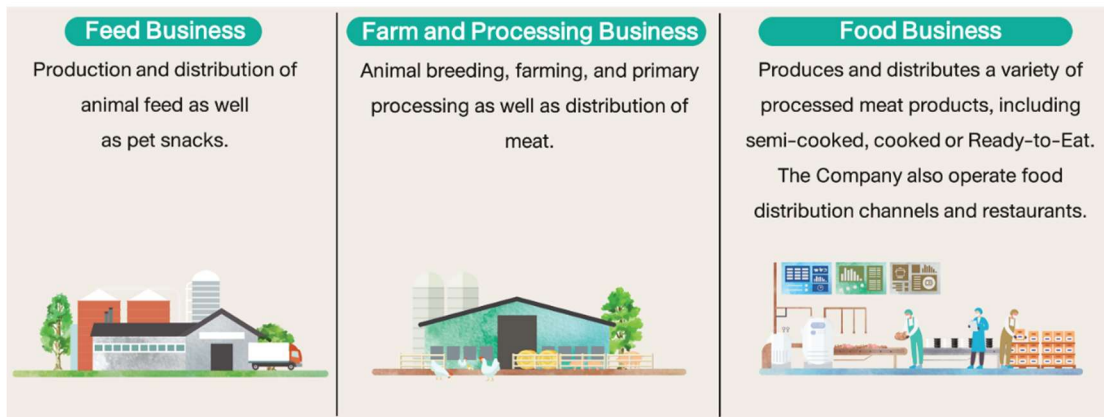 Feed Business
Production and distribution of
animal feed as well
as pet snacks.
Farm and Processing Business
Animal breeding, farming, and primary
processing as well as distribution of
meat.
Food Business
Produces and distributes a variety of
processed meat products, including
semi-cooked, cooked or Ready-to-Eat.
The Company also operate food
distribution channels and restaurants.